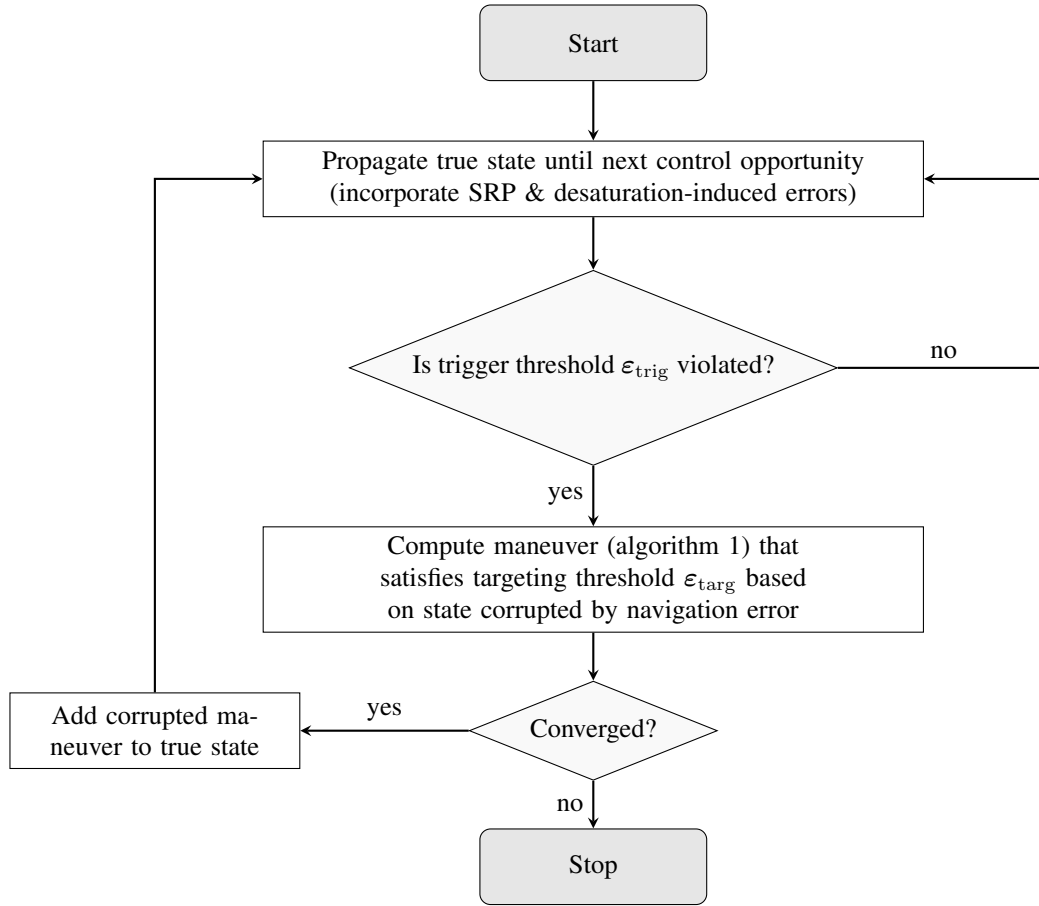 Start
Propagate true state until next control opportunity
(incorporate SRP & desaturation-induced errors)
Is trigger threshold ε_trig violated?
no
yes
Compute maneuver (algorithm 1) that
satisfies targeting threshold ε_targ based
on state corrupted by navigation error
Converged?
yes
Add corrupted ma-
neuver to true state
no
Stop